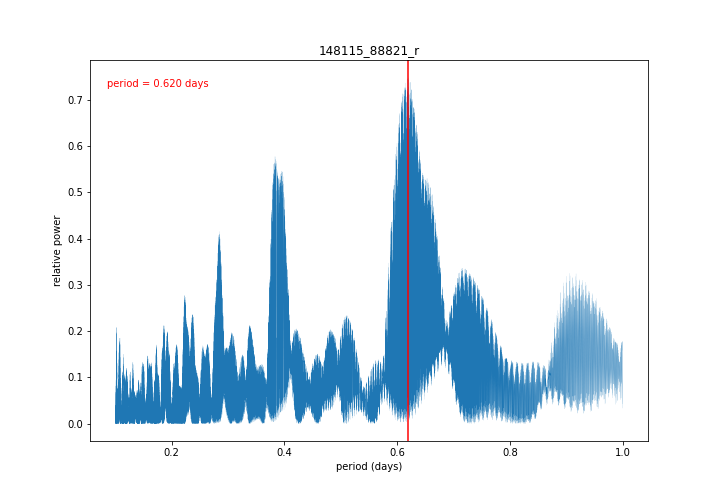 148115_88821_r
period = 0.620 days
relative power
0.7
0.6
0.5
0.4
0.3
0.2
0.1
0.0
0.2 0.4 0.6 0.8 1.0
period (days)